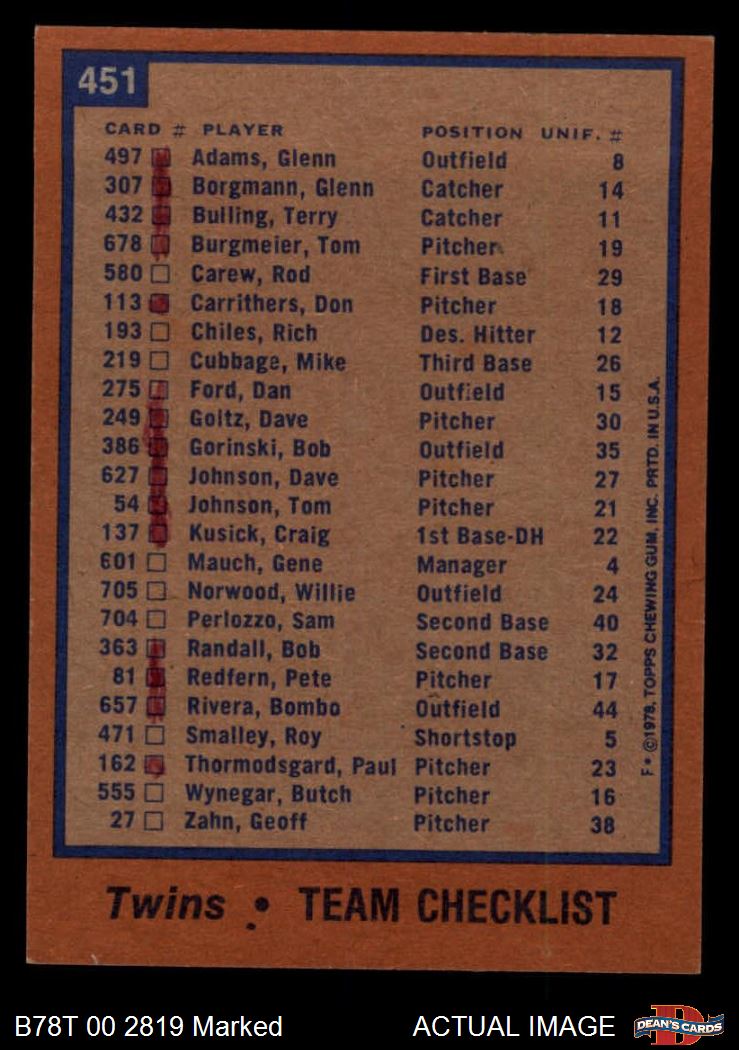 451
CARD # PLAYER POSITION UNIF. #
497 Adams, Glenn Outfield 8
307 Borgmann, Glenn Catcher 14
432 Bulling, Terry Catcher 11
678 Burgmeier, Tom Pitcher 19
580 Carew, Rod First Base 29
113 Carrithers, Don Pitcher 18
193 Chiles, Rich Des. Hitter 12
219 Cubbage, Mike Third Base 26
275 Ford, Dan Outfield 15
249 Goltz, Dave Pitcher 30
386 Gorinski, Bob Outfield 35
627 Johnson, Dave Pitcher 27
54 Johnson, Tom Pitcher 21
137 Kusick, Craig 1st Base-DH 22
601 Mauch, Gene Manager 4
705 Norwood, Willie Outfield 24
704 Perlozzo, Sam Second Base 40
363 Randall, Bob Second Base 32
81 Redfern, Pete Pitcher 17
657 Rivera, Bombo Outfield 44
471 Smalley, Roy Shortstop 5
162 Thormodsgard, Paul Pitcher 23
555 Wynegar, Butch Pitcher 16
27 Zahn, Geoff Pitcher 38
F* ©1978, TOPPS CHEWING GUM, INC. PRTD. IN U.S.A.
Twins • TEAM CHECKLIST
B78T 00 2819 Marked ACTUAL IMAGE
DEAN'S CARDS